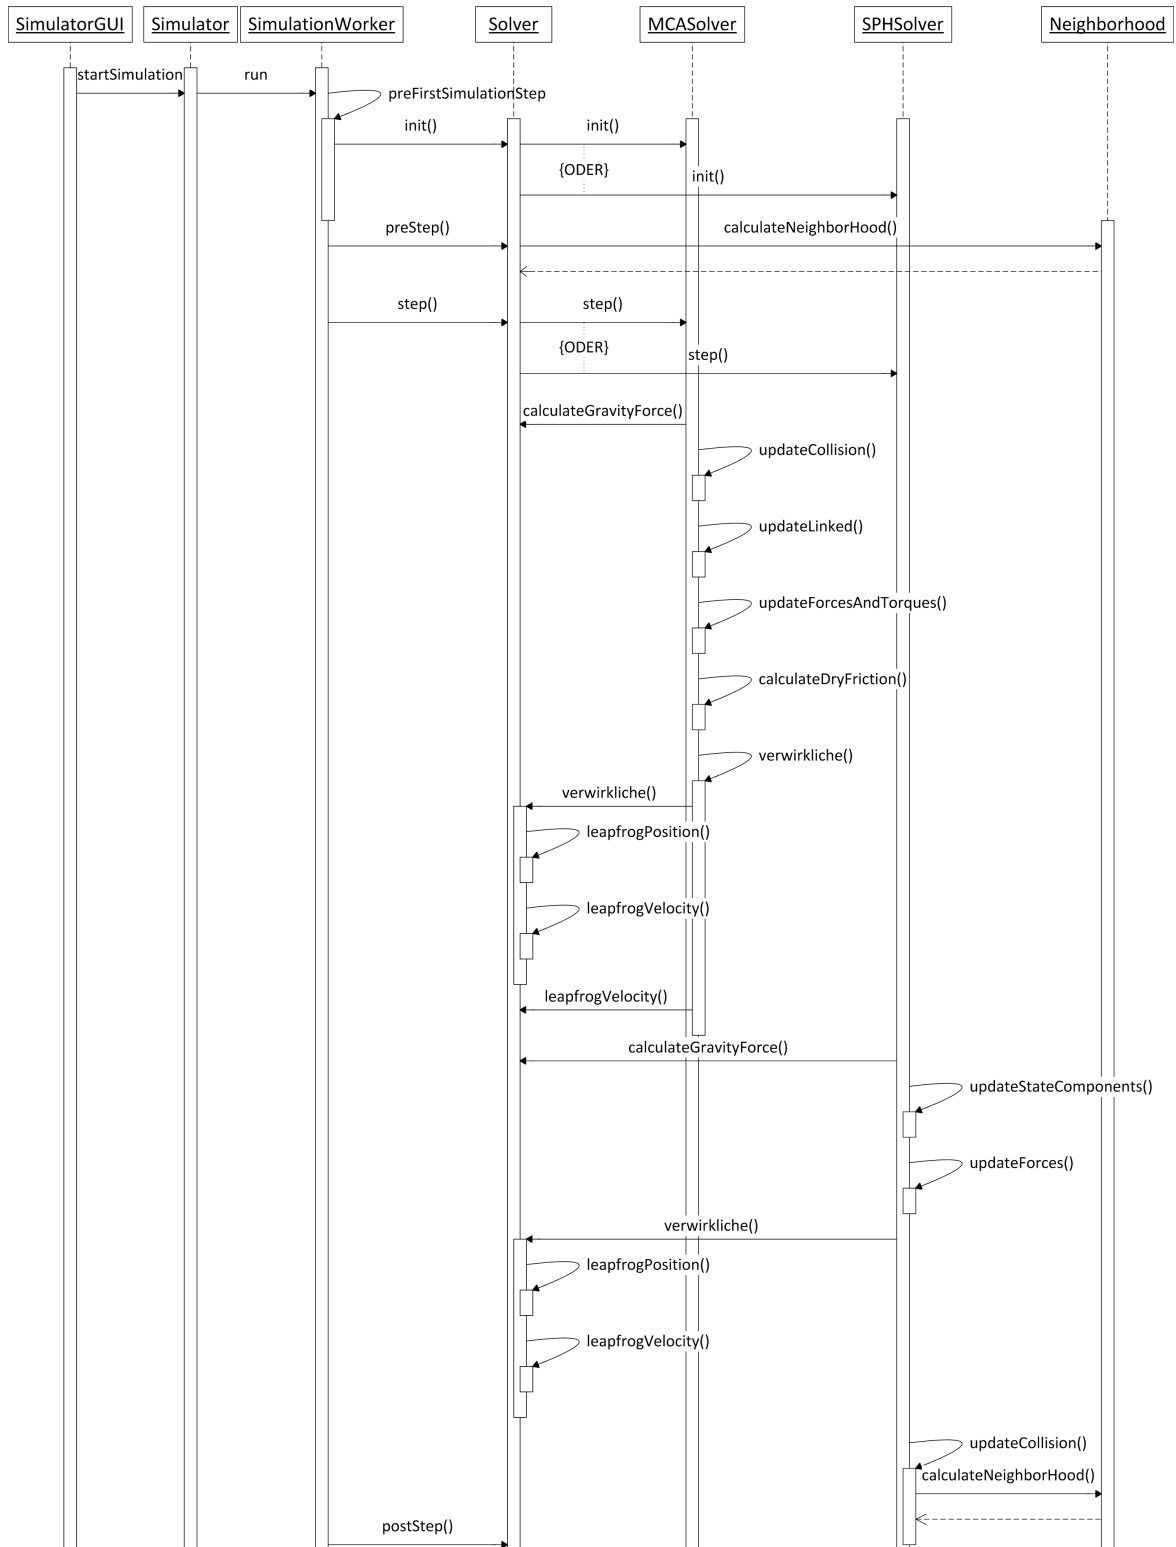 SimulatorGUI
Simulator
SimulationWorker
Solver
MCASolver
SPHSolver
Neighborhood
startSimulation
run
preFirstSimulationStep
init()
init()
{ODER}
init()
preStep()
calculateNeighborHood()
step()
step()
{ODER}
step()
calculateGravityForce()
updateCollision()
updateLinked()
updateForcesAndTorques()
calculateDryFriction()
verwirkliche()
verwirkliche()
leapfrogPosition()
leapfrogVelocity()
leapfrogVelocity()
calculateGravityForce()
updateStateComponents()
updateForces()
verwirkliche()
leapfrogPosition()
leapfrogVelocity()
updateCollision()
calculateNeighborHood()
postStep()